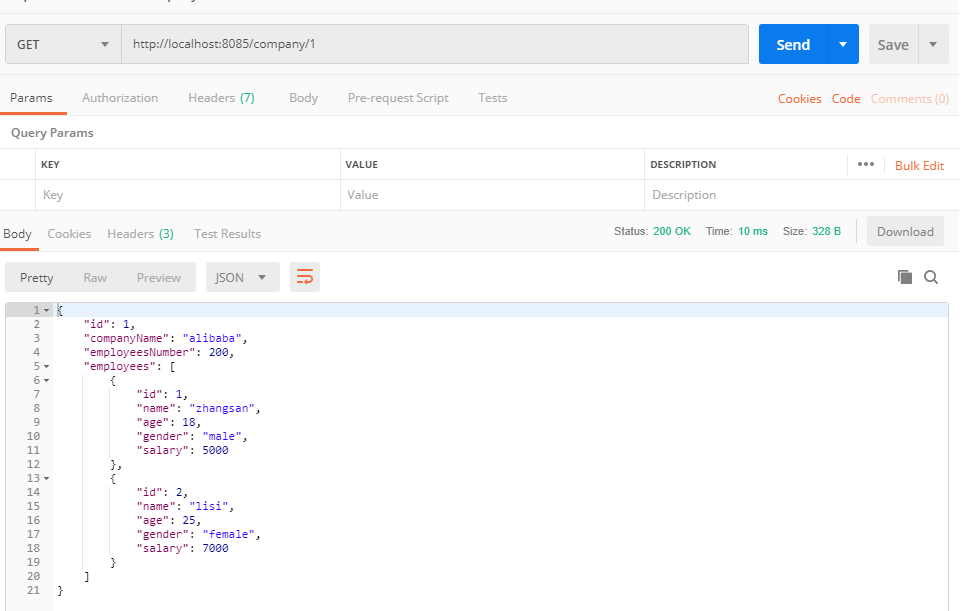 GET http://localhost:8085/company/1 Send Save
Params Authorization Headers (7) Body Pre-request Script Tests Cookies Code Comments (0)
Query Params
KEY VALUE DESCRIPTION ••• Bulk Edit
Key Value Description
Body Cookies Headers (3) Test Results Status: 200 OK Time: 10 ms Size: 328 B Download
Pretty Raw Preview JSON
1 {
2 "id": 1,
3 "companyName": "alibaba",
4 "employeesNumber": 200,
5 "employees": [
6 {
7 "id": 1,
8 "name": "zhangsan",
9 "age": 18,
10 "gender": "male",
11 "salary": 5000
12 },
13 {
14 "id": 2,
15 "name": "lisi",
16 "age": 25,
17 "gender": "female",
18 "salary": 7000
19 }
20 ]
21 }